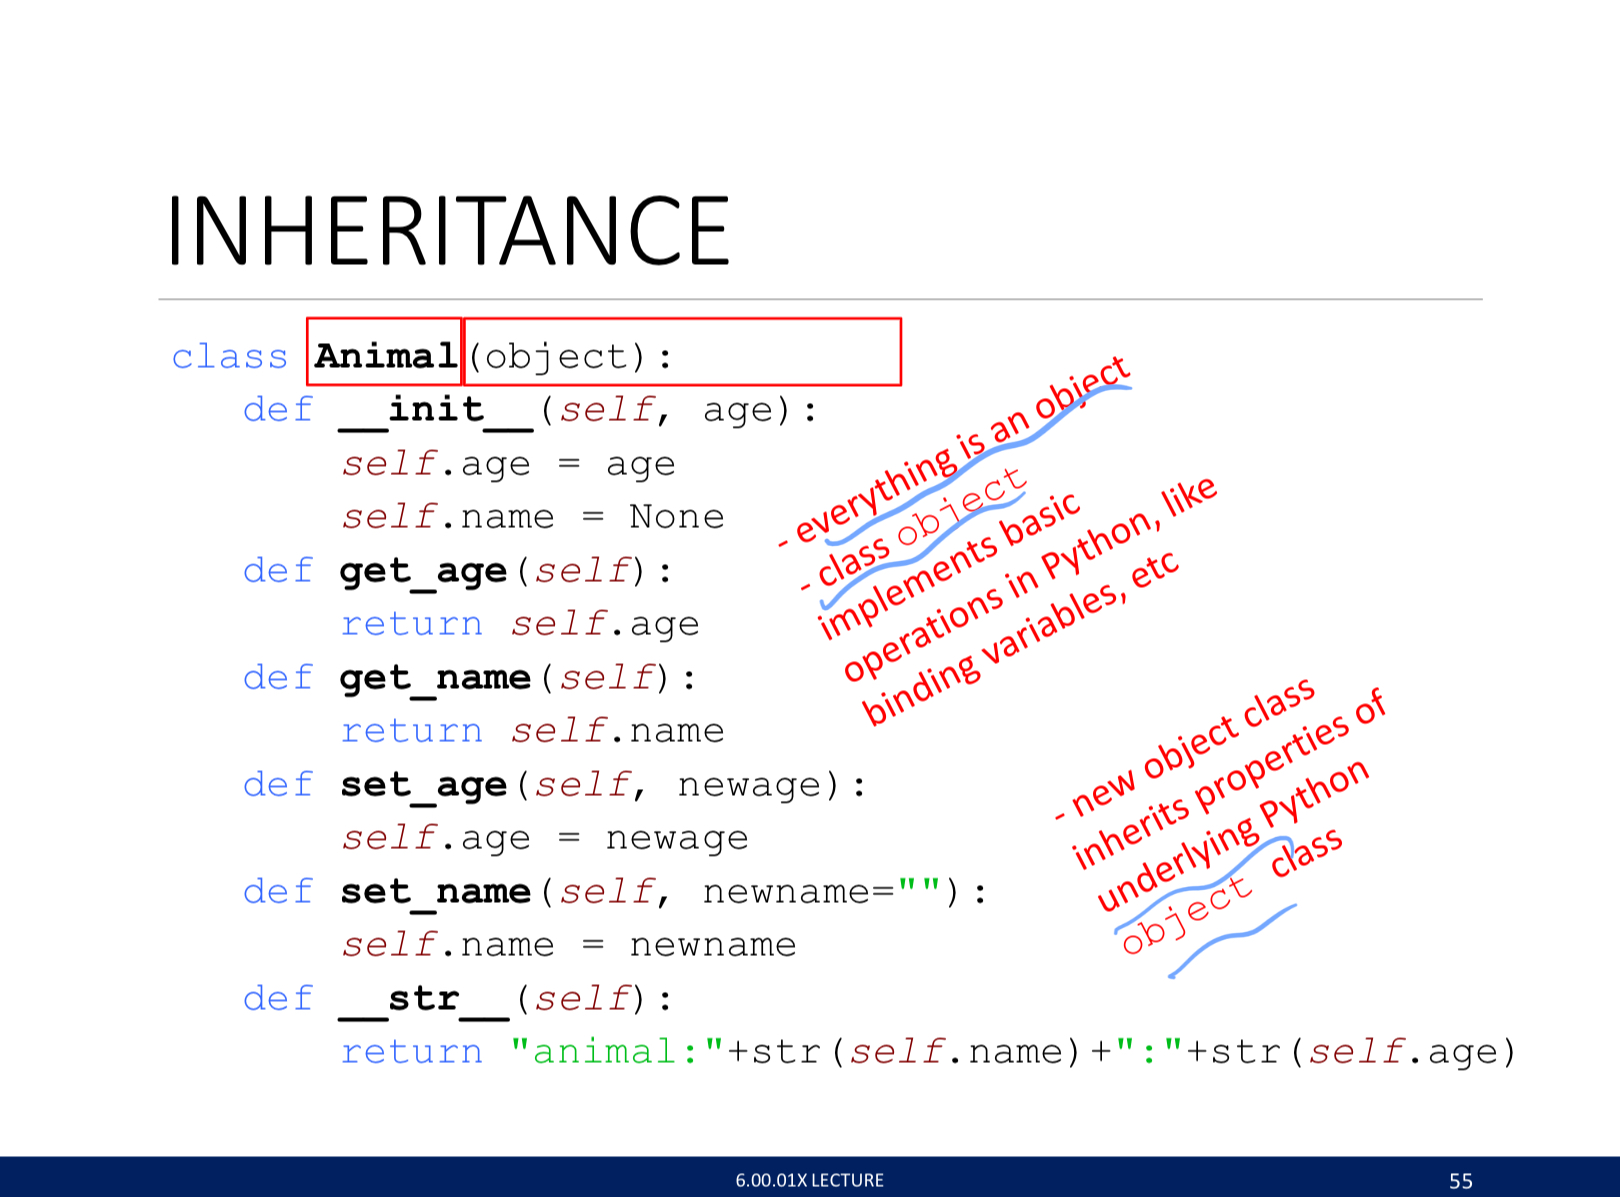 INHERITANCE
class Animal(object):
def __init__(self, age):
self.age = age
self.name = None
def get_age(self):
return self.age
def get_name(self):
return self.name
def set_age(self, newage):
self.age = newage
def set_name(self, newname=""):
self.name = newname
def __str__(self):
return "animal:"+str(self.name)+":"+str(self.age)
- everything is an object
- class object
implements basic
operations in Python, like
binding variables, etc
- new object class
inherits properties of
underlying Python
object class
6.00.01X LECTURE
55